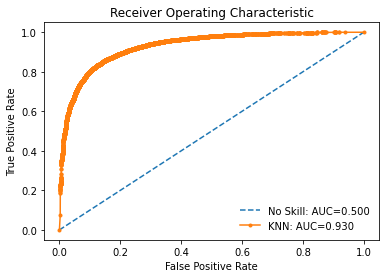 Receiver Operating Characteristic
True Positive Rate
1.0
0.8
0.6
0.4
0.2
0.0
No Skill: AUC=0.500
KNN: AUC=0.930
0.0 0.2 0.4 0.6 0.8 1.0
False Positive Rate